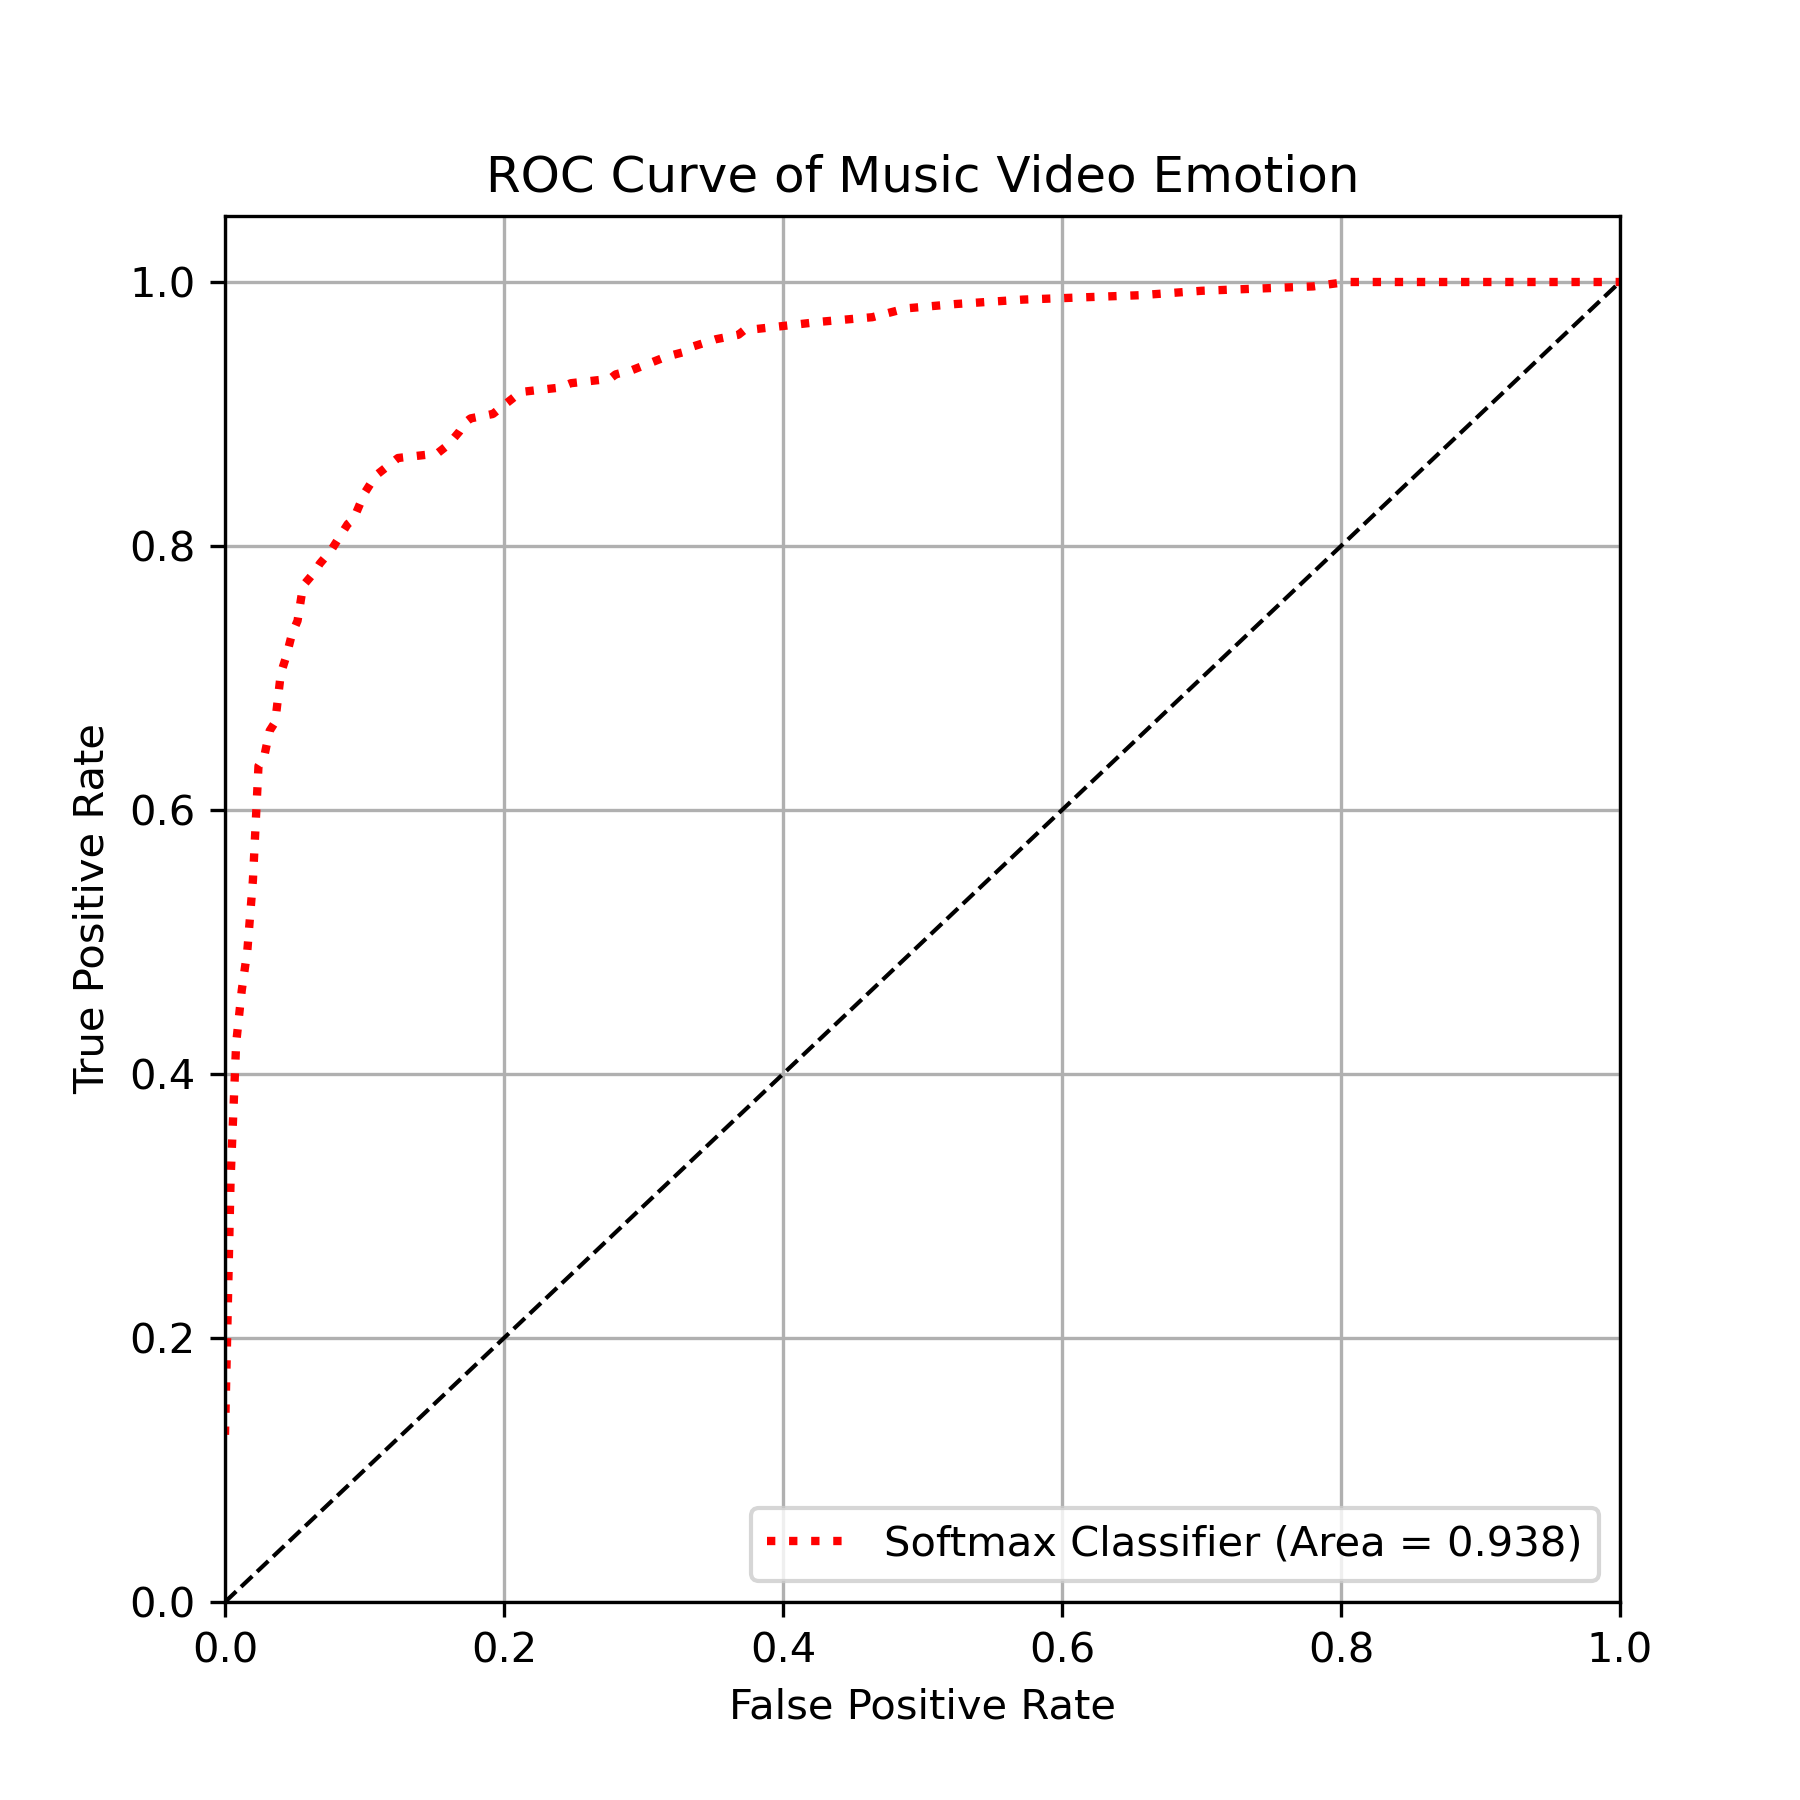 ROC Curve of Music Video Emotion
1.0
0.8
0.6
0.4
0.2
0.0
True Positive Rate
Softmax Classifier (Area = 0.938)
0.0 0.2 0.4 0.6 0.8 1.0
False Positive Rate